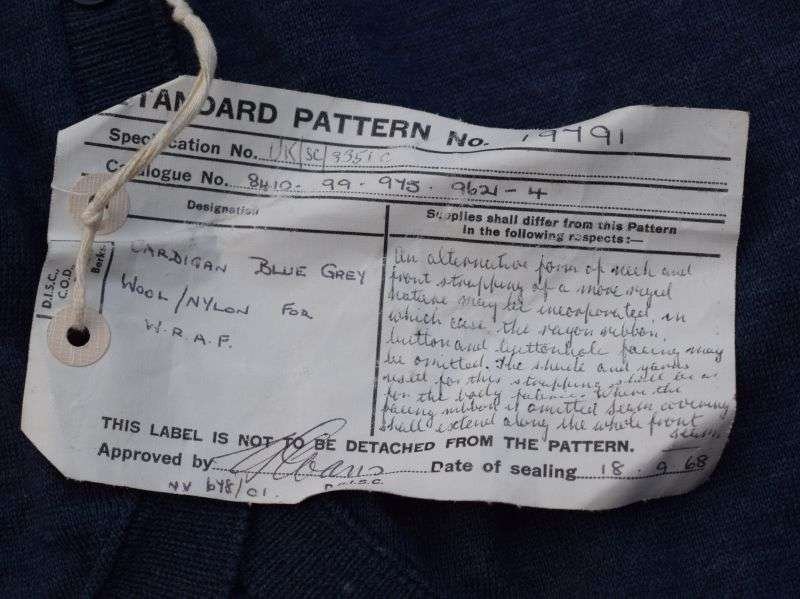 STANDARD PATTERN No. 19791
Specification No. UK/SC/
Catalogue No. 8410-99-973-9621-4
Designation
Supplies shall differ from this Pattern
in the following respects:—
D.I.S.C.,
C.O.D.,
Berks.
CARDIGAN BLUE GREY
WOOL/NYLON FOR
W.R.A.F.
An alternative form of neck and
front strapping of a more rigid
nature may be incorporated, in
which case the rayon ribbon,
button and buttonhole facing may
be omitted. The shade and yarns
used for this strapping shall be as
for the body fabric. Where the
facing ribbon is omitted seam covering
shall extend along the whole front
seam
THIS LABEL IS NOT TO BE DETACHED FROM THE PATTERN.
Approved by Date of sealing 18.9.68
NV 648/01. D.I.S.C.